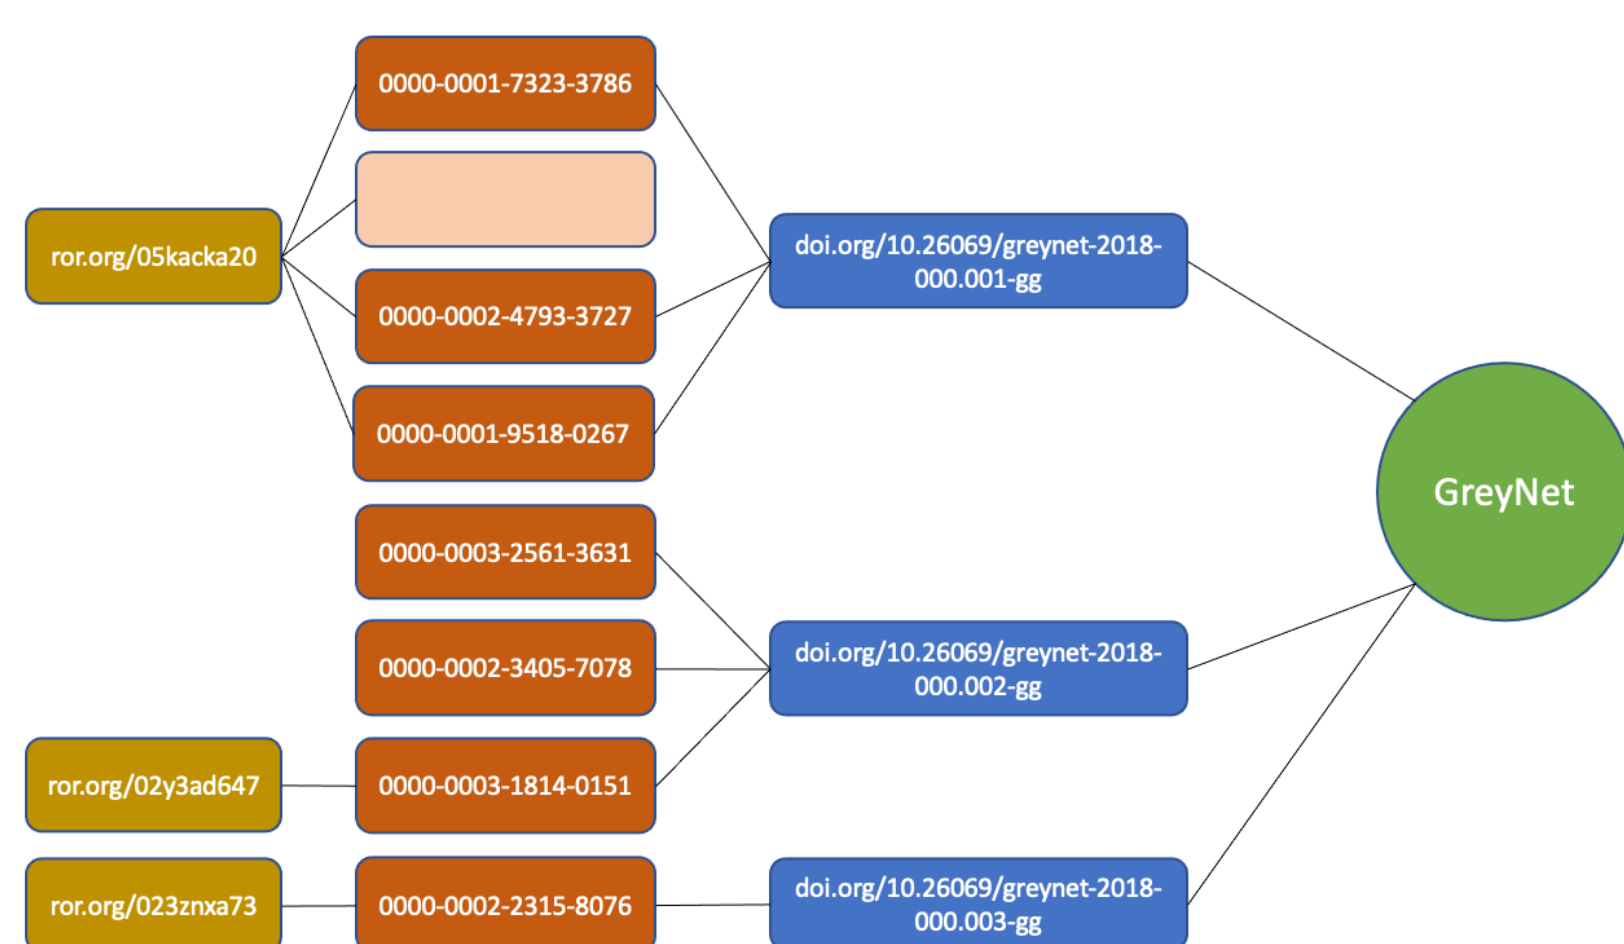 0000-0001-7323-3786
ror.org/05kacka20
0000-0002-4793-3727
0000-0001-9518-0267
doi.org/10.26069/greynet-2018-
000.001-gg
GreyNet
0000-0003-2561-3631
0000-0002-3405-7078
doi.org/10.26069/greynet-2018-
000.002-gg
ror.org/02y3ad647
0000-0003-1814-0151
ror.org/023znxa73
0000-0002-2315-8076
doi.org/10.26069/greynet-2018-
000.003-gg